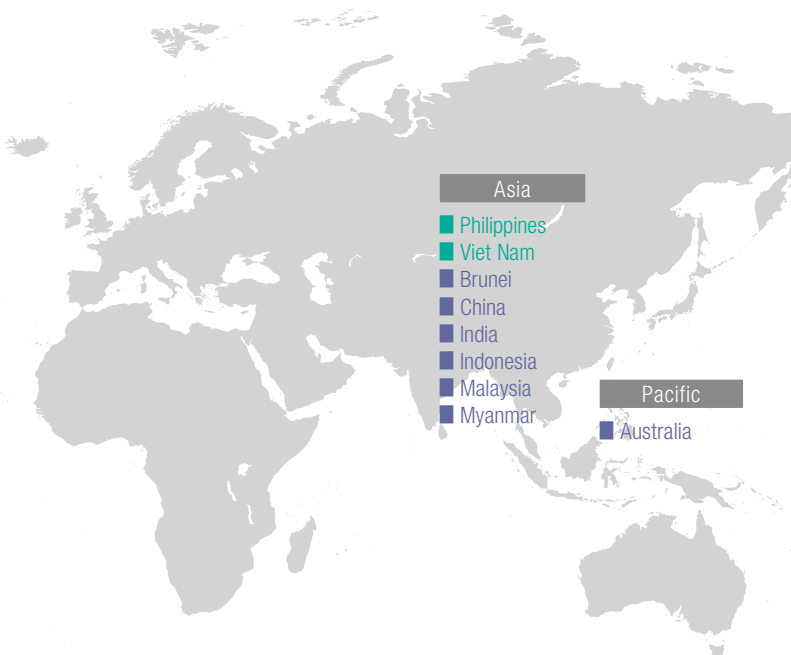 Asia
Philippines
Viet Nam
Brunei
China
India
Indonesia
Malaysia
Myanmar
Pacific
Australia